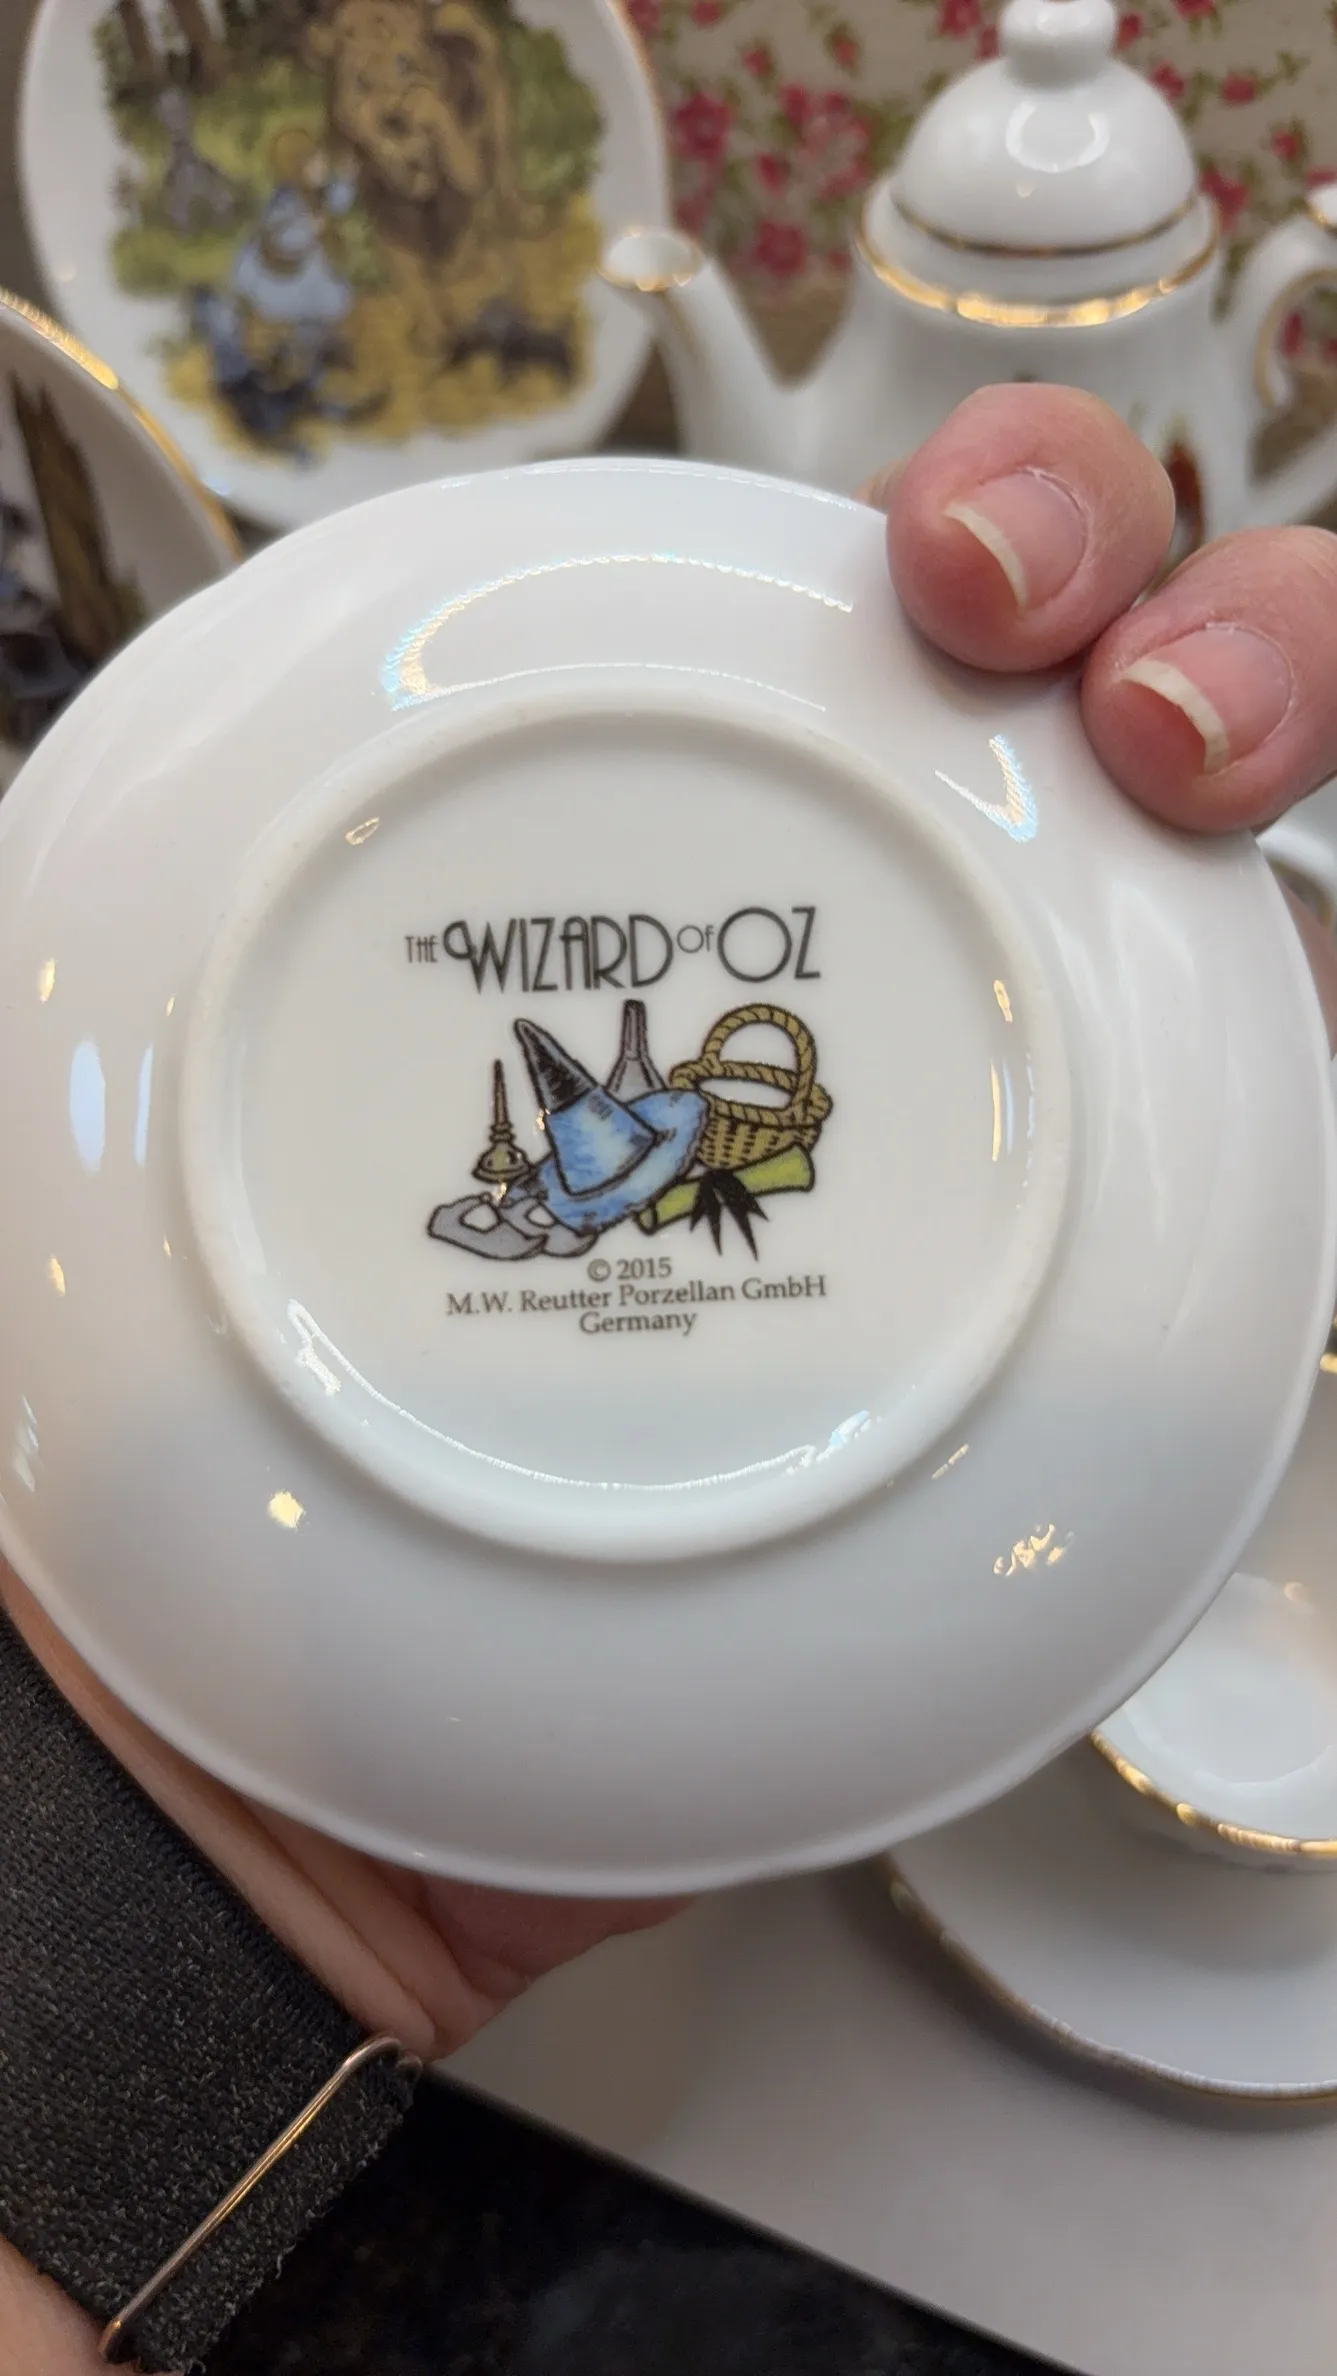 THE WIZARD OF OZ
© 2015
M.W. Reutter Porzellan GmbH
Germany